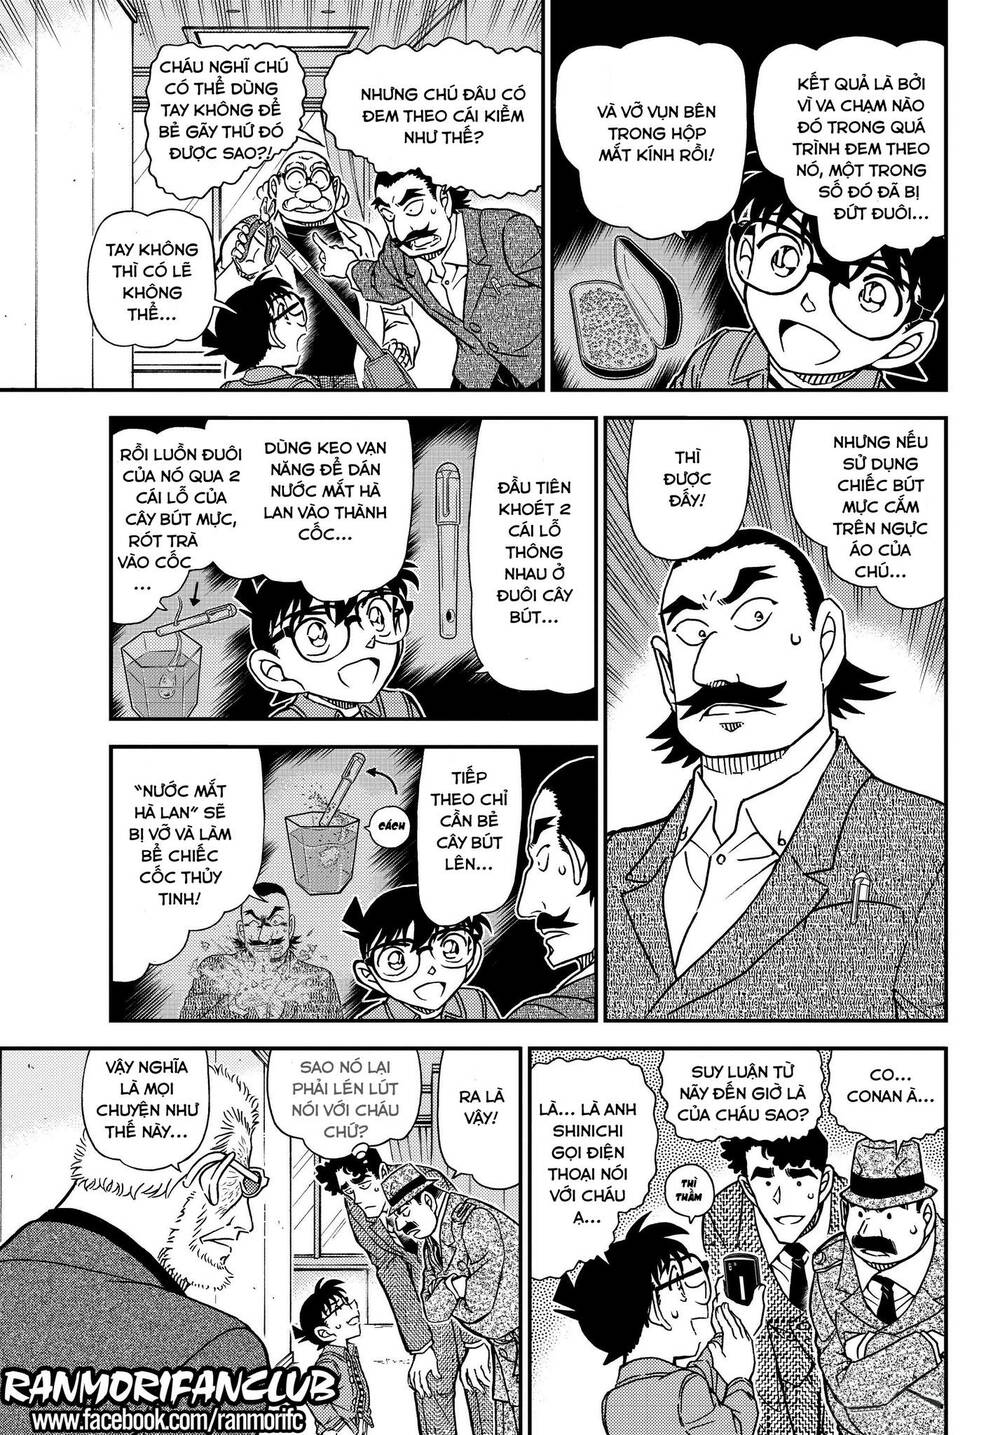 KẾT QUẢ LÀ BỞI
VÌ VA CHẠM NÀO
ĐÓ TRONG QUÁ
TRÌNH ĐEM THEO
NÓ, MỘT TRONG
SỐ ĐÓ ĐÃ BỊ
ĐỨT ĐUÔI...
VÀ VỠ VỤN BÊN
TRONG HỘP
MẮT KÍNH RỒI!
NHƯNG CHÚ ĐÂU CÓ
ĐEM THEO CÁI KIỀM
NHƯ THẾ?
CHÁU NGHĨ CHÚ
CÓ THỂ DÙNG
TAY KHÔNG ĐỂ
BẺ GÃY THỨ ĐÓ
ĐƯỢC SAO?!
TAY KHÔNG
THÌ CÓ LẼ
KHÔNG
THỂ...
NHƯNG NẾU
SỬ DỤNG
CHIẾC BÚT
MỰC CẮM
TRÊN NGỰC
ÁO CỦA
CHÚ...
THÌ
ĐƯỢC
ĐẤY!
ĐẦU TIÊN
KHOÉT 2
CÁI LỖ
THÔNG
NHAU Ở
ĐUÔI CÂY
BÚT...
DÙNG KEO VẠN
NĂNG ĐỂ DÁN
NƯỚC MẮT HÀ
LAN VÀO THÀNH
CỐC...
RỒI LUỒN ĐUÔI
CỦA NÓ QUA 2
CÁI LỖ CỦA
CÂY BÚT MỰC,
RÓT TRÀ
VÀO CỐC
...
TIẾP
THEO CHỈ
CẦN BẺ
CÂY BÚT
LÊN...
CÁCH
"NƯỚC MẮT
HÀ LAN" SẼ
BỊ VỠ VÀ LÀM
BỂ CHIẾC
CỐC THỦY
TINH!
CO...
CONAN À...
SUY LUẬN TỪ
NÃY ĐẾN GIỜ LÀ
CỦA CHÁU SAO?
THÌ
THẦM
LÀ... LÀ ANH
SHINICHI
GỌI ĐIỆN
THOẠI NÓI
VỚI CHÁU
Ạ...
RA LÀ
VẬY!
SAO NÓ LẠI
PHẢI LÉN LÚT
NÓI VỚI CHÁU
CHỨ?
VẬY NGHĨA
LÀ MỌI
CHUYỆN NHƯ
THẾ NÀY...
RANMORIFANCLUB
www.facebook.com/ranmorifc